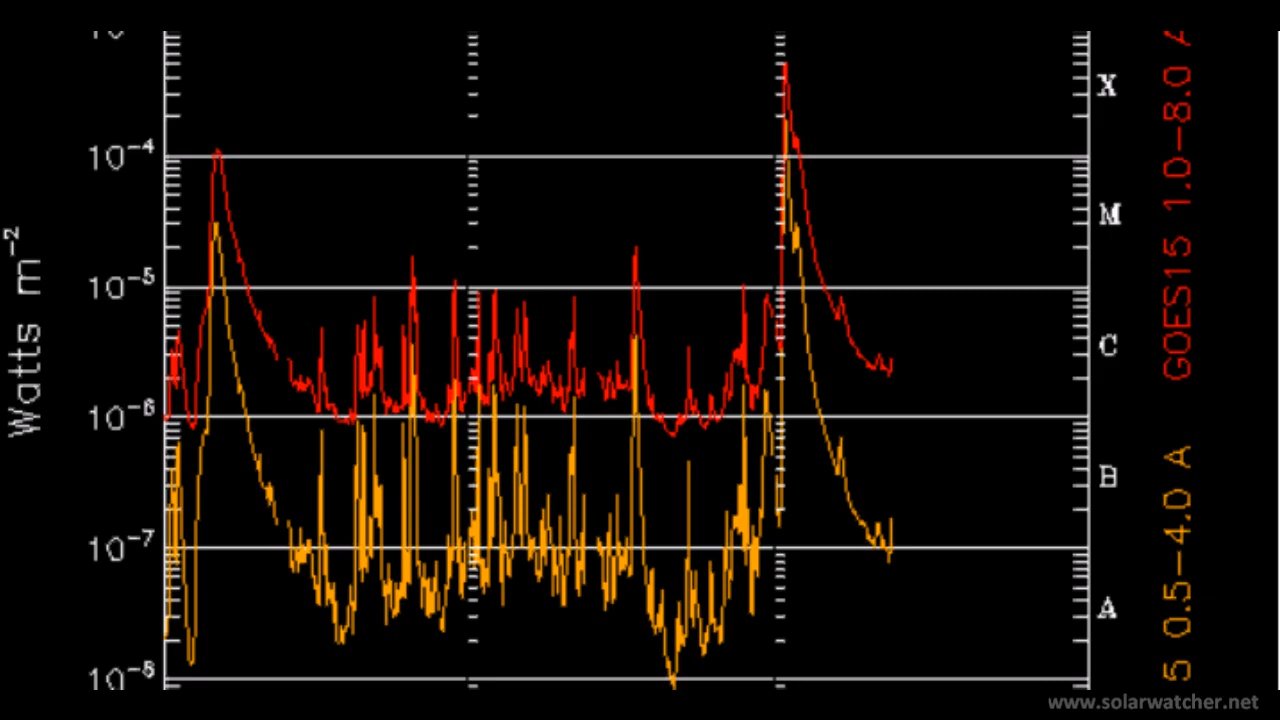 10⁻⁴
10⁻⁵
10⁻⁶
10⁻⁷
10⁻⁸
Watts m⁻²
X
M
C
B
A
GOES15 1.0–8.0 A
5 0.5–4.0 A
www.solarwatcher.net